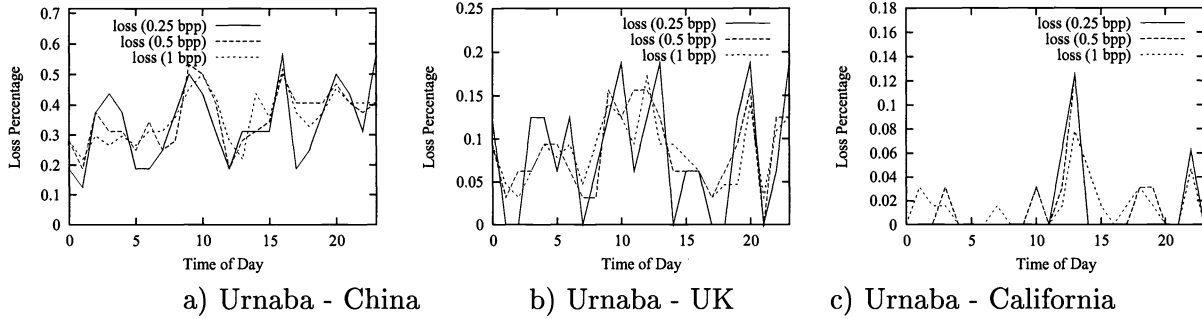 0.7
0.6
0.5
0.4
0.3
0.2
0.1
0
0
5
10
15
20
Loss Percentage
Time of Day
loss (0.25 bpp)
loss (0.5 bpp)
loss (1 bpp)
0.25
0.2
0.15
0.1
0.05
0
0
5
10
15
20
Loss Percentage
Time of Day
loss (0.25 bpp)
loss (0.5 bpp)
loss (1 bpp)
0.18
0.16
0.14
0.12
0.1
0.08
0.06
0.04
0.02
0
0
5
10
15
20
Loss Percentage
Time of Day
loss (0.25 bpp)
loss (0.5 bpp)
loss (1 bpp)
a) Urnaba - China
b) Urnaba - UK
c) Urnaba - California